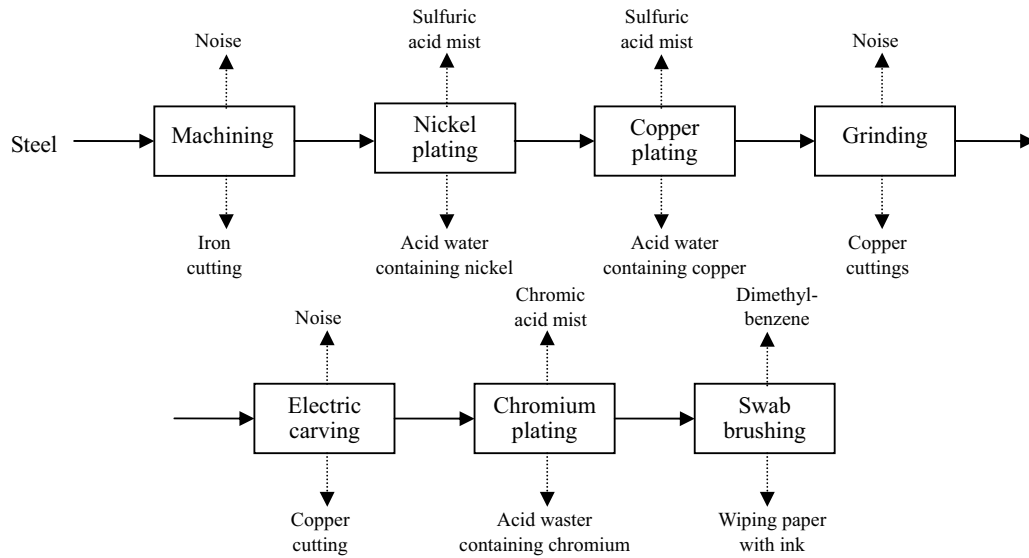 Noise
Sulfuric
acid mist
Sulfuric
acid mist
Noise
Steel
Machining
Nickel
plating
Copper
plating
Grinding
Iron
cutting
Acid water
containing nickel
Acid water
containing copper
Copper
cuttings
Noise
Chromic
acid mist
Dimethyl-
benzene
Electric
carving
Chromium
plating
Swab
brushing
Copper
cutting
Acid waster
containing chromium
Wiping paper
with ink